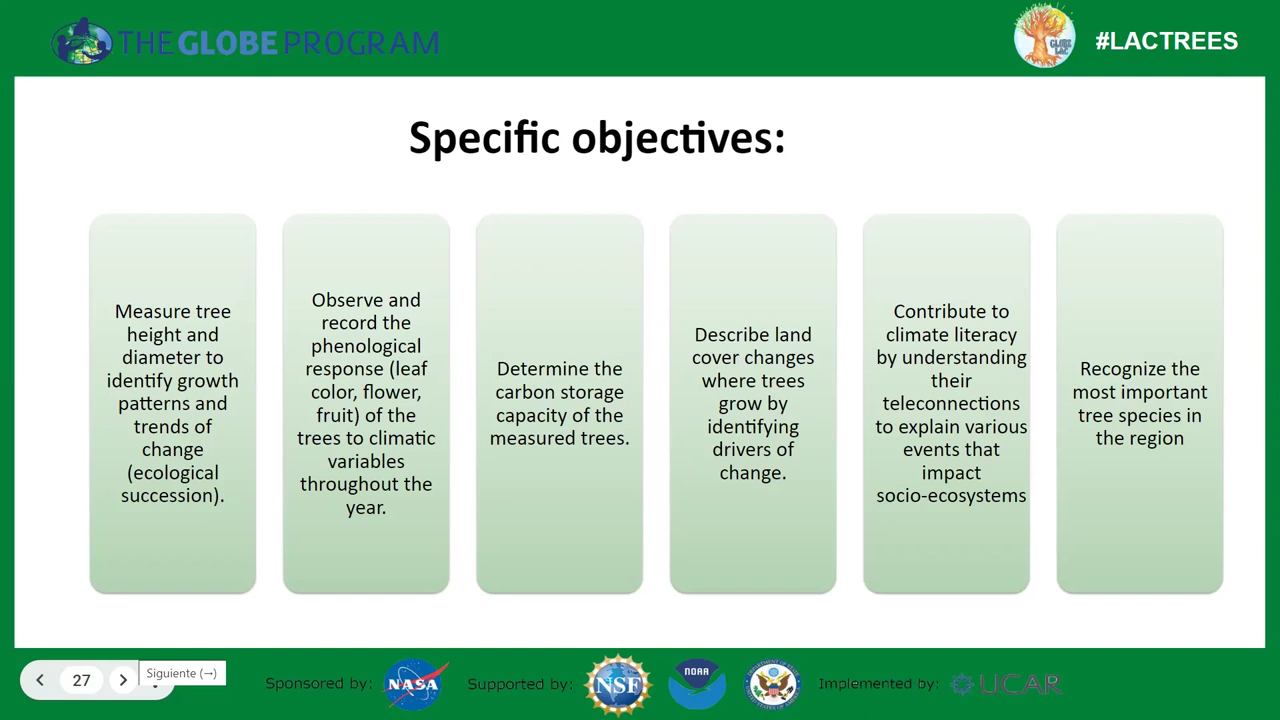 THE GLOBE PROGRAM
GLOBE
LAC
#LACTREES
Specific objectives:
Measure tree
height and
diameter to
identify growth
patterns and
trends of
change
(ecological
succession).
Observe and
record the
phenological
response (leaf
color, flower,
fruit) of the
trees to climatic
variables
throughout the
year.
Determine the
carbon storage
capacity of the
measured trees.
Describe land
cover changes
where trees
grow by
identifying
drivers of
change.
Contribute to
climate literacy
by understanding
their
teleconnections
to explain various
events that
impact
socio-ecosystems
Recognize the
most important
tree species in
the region
27
Siguiente (→)
Sponsored by:
NASA
Supported by:
NSF
NOAA
Implemented by:
UCAR